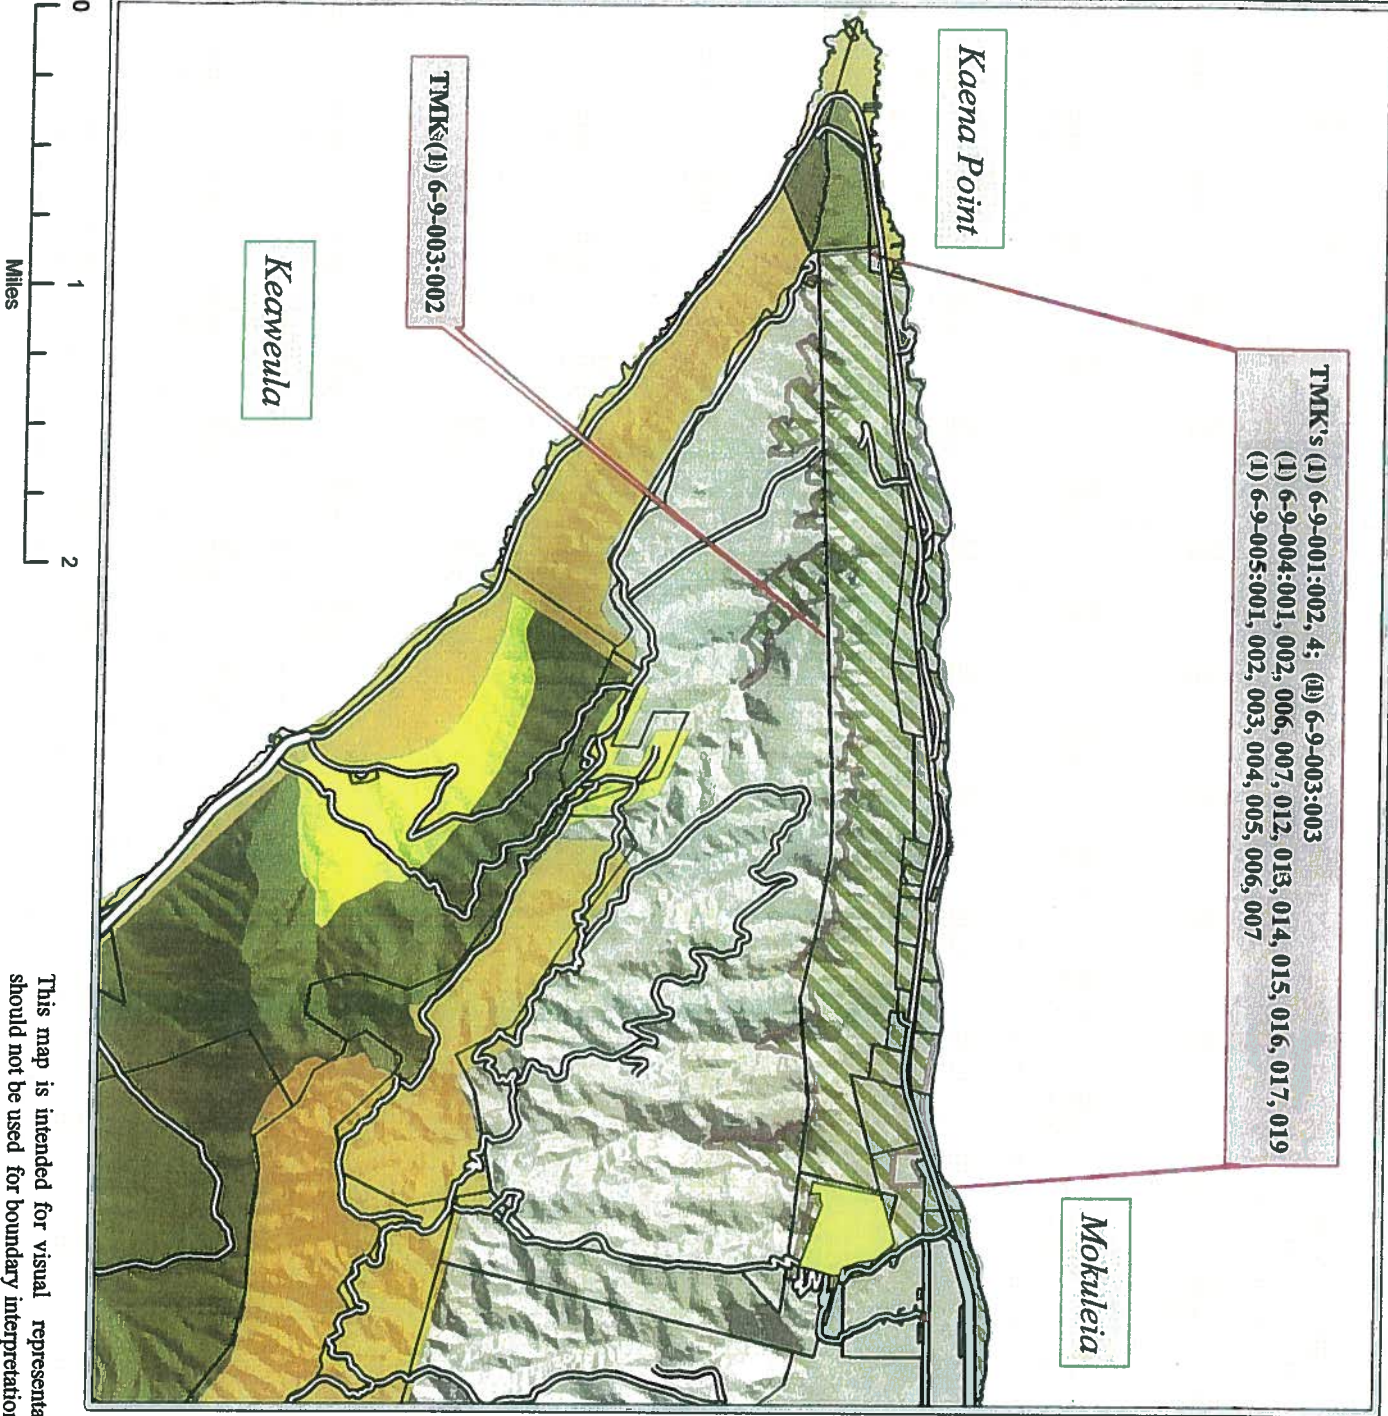 TMK's (1) 6-9-001:002, 4; (1) 6-9-003:003
(1) 6-9-004:001, 002, 006, 007, 012, 013, 014, 015, 016, 017, 019
(1) 6-9-005:001, 002, 003, 004, 005, 006, 007
Kaena Point
Mokuleia
TMK:(1) 6-9-003:002
Keaweula
0 1 2
Miles
This map is intended for visual representa
should not be used for boundary interpretation